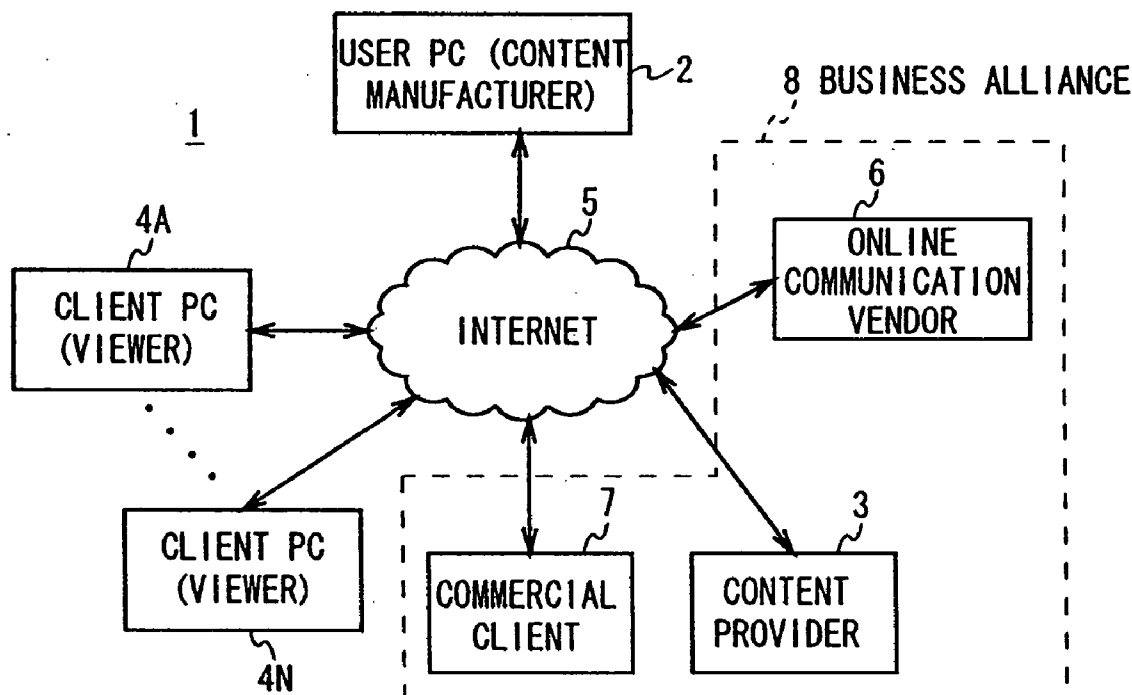 USER PC (CONTENT
MANUFACTURER)
2
8 BUSINESS ALLIANCE
1
4A
5
6
CLIENT PC
(VIEWER)
INTERNET
ONLINE
COMMUNICATION
VENDOR
CLIENT PC
(VIEWER)
4N
7
COMMERCIAL
CLIENT
3
CONTENT
PROVIDER